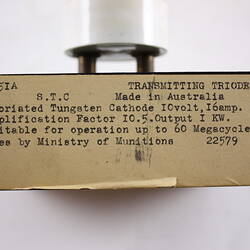 51A TRANSMITTING TRIODE
S.T.C Made in Australia
oriated Tungsten Cathode 10volt,16amp.
plification Factor 10.5.Output 1 KW.
itable for operation up to 60 Megacycle
es by Ministry of Munitions 22579